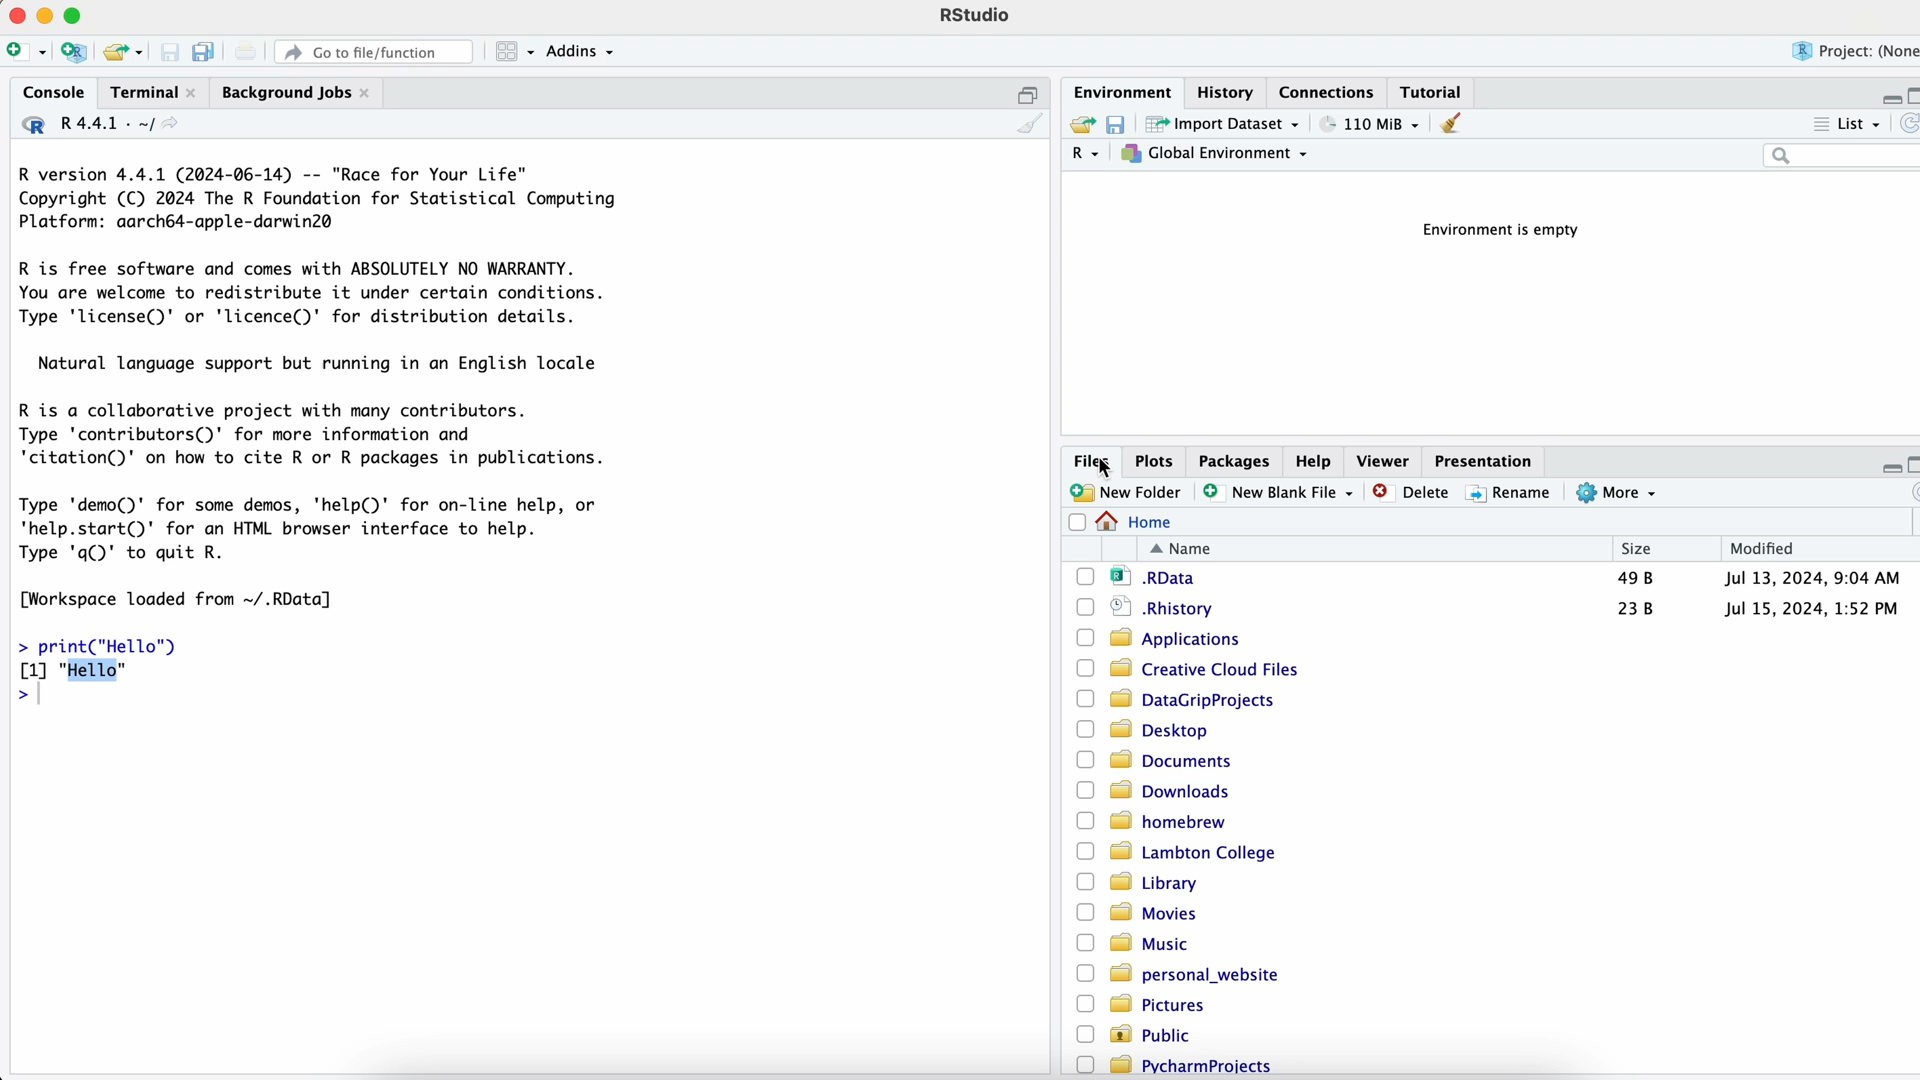 RStudio
Go to file/function
Addins
Project: (None
Console
Terminal
Background Jobs
R 4.4.1 · ~/
R version 4.4.1 (2024-06-14) -- "Race for Your Life"
Copyright (C) 2024 The R Foundation for Statistical Computing
Platform: aarch64-apple-darwin20
R is free software and comes with ABSOLUTELY NO WARRANTY.
You are welcome to redistribute it under certain conditions.
Type 'license()' or 'licence()' for distribution details.
Natural language support but running in an English locale
R is a collaborative project with many contributors.
Type 'contributors()' for more information and
'citation()' on how to cite R or R packages in publications.
Type 'demo()' for some demos, 'help()' for on-line help, or
'help.start()' for an HTML browser interface to help.
Type 'q()' to quit R.
[Workspace loaded from ~/.RData]
> print("Hello")
[1] "Hello"
>
Environment
History
Connections
Tutorial
Import Dataset
110 MiB
List
R
Global Environment
Environment is empty
Files
Plots
Packages
Help
Viewer
Presentation
New Folder
New Blank File
Delete
Rename
More
Home
Name
Size
Modified
.RData 49 B Jul 13, 2024, 9:04 AM
.Rhistory 23 B Jul 15, 2024, 1:52 PM
Applications
Creative Cloud Files
DataGripProjects
Desktop
Documents
Downloads
homebrew
Lambton College
Library
Movies
Music
personal_website
Pictures
Public
PycharmProjects